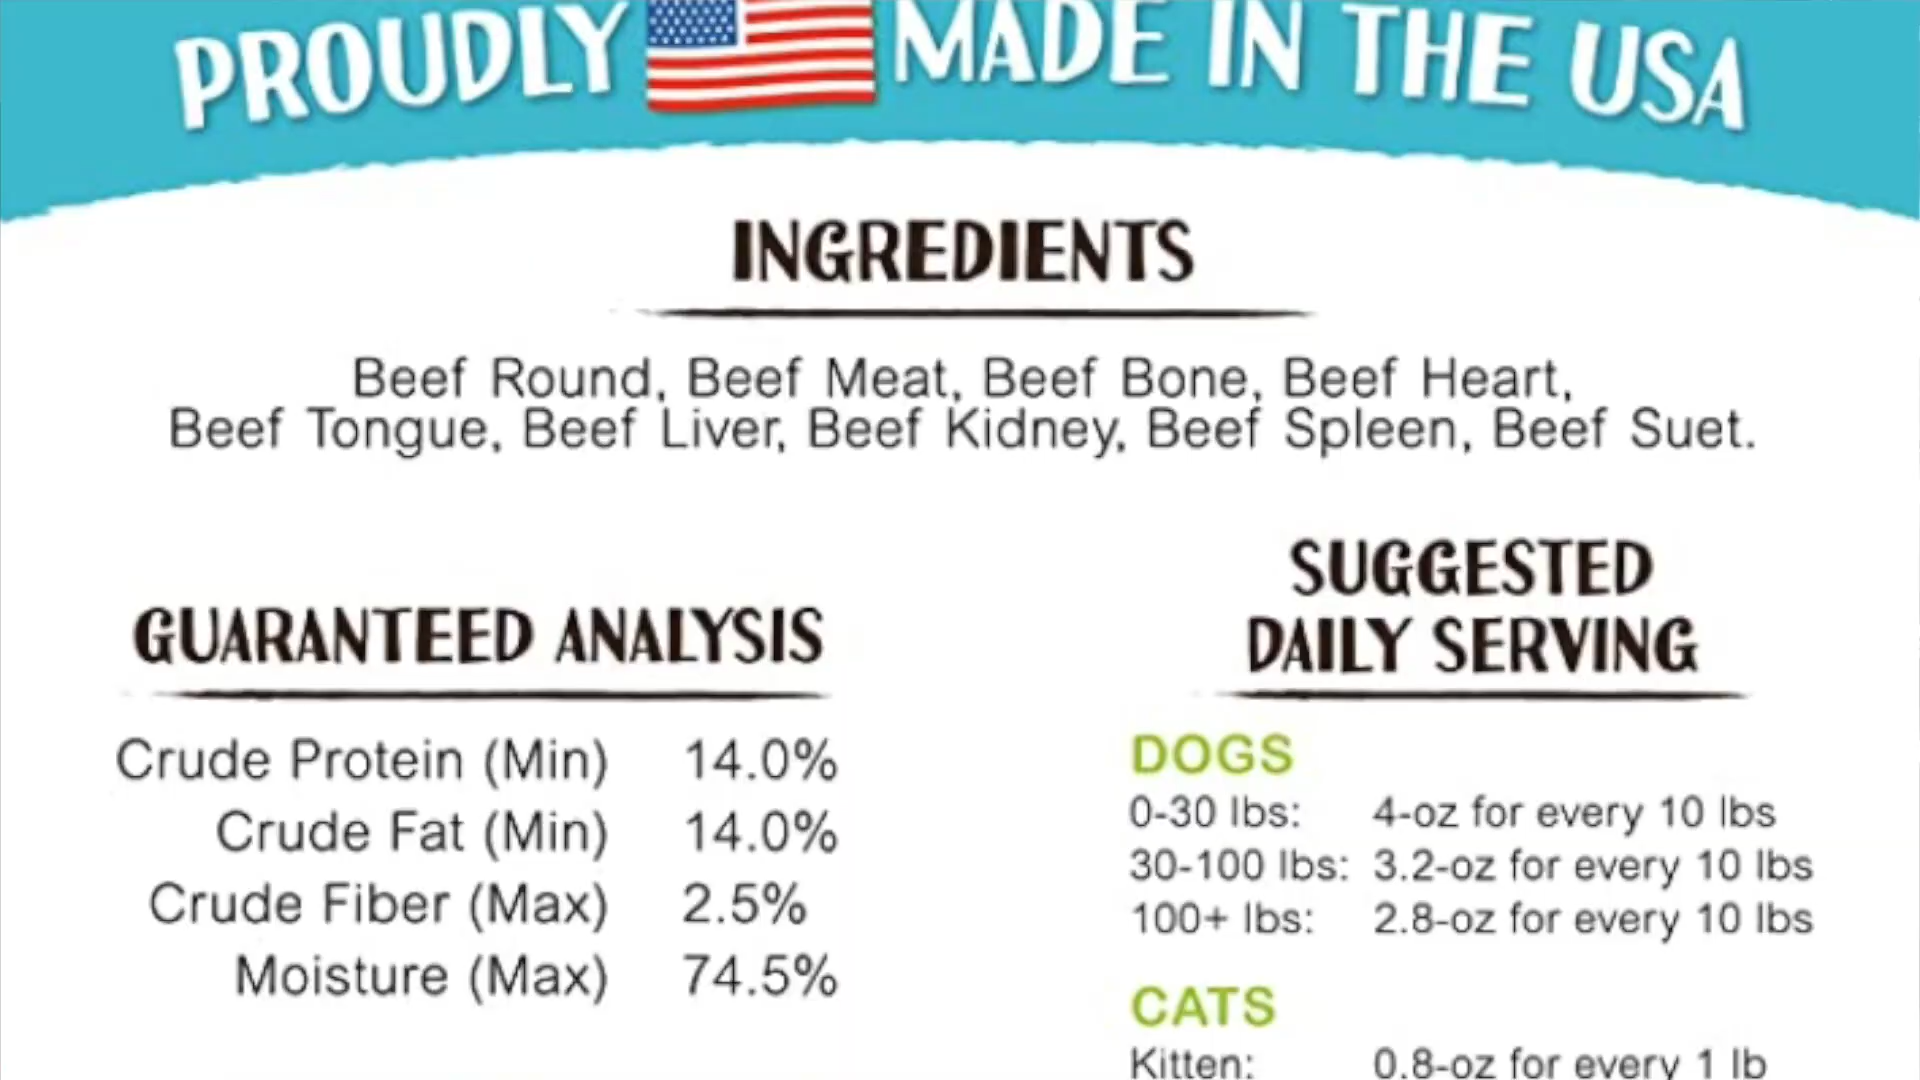 PROUDLY MADE IN THE USA
INGREDIENTS
Beef Round, Beef Meat, Beef Bone, Beef Heart,
Beef Tongue, Beef Liver, Beef Kidney, Beef Spleen, Beef Suet.
GUARANTEED ANALYSIS
Crude Protein (Min) 14.0%
Crude Fat (Min) 14.0%
Crude Fiber (Max) 2.5%
Moisture (Max) 74.5%
SUGGESTED
DAILY SERVING
DOGS
0-30 lbs: 4-oz for every 10 lbs
30-100 lbs: 3.2-oz for every 10 lbs
100+ lbs: 2.8-oz for every 10 lbs
CATS
Kitten: 0.8-oz for every 1 lb